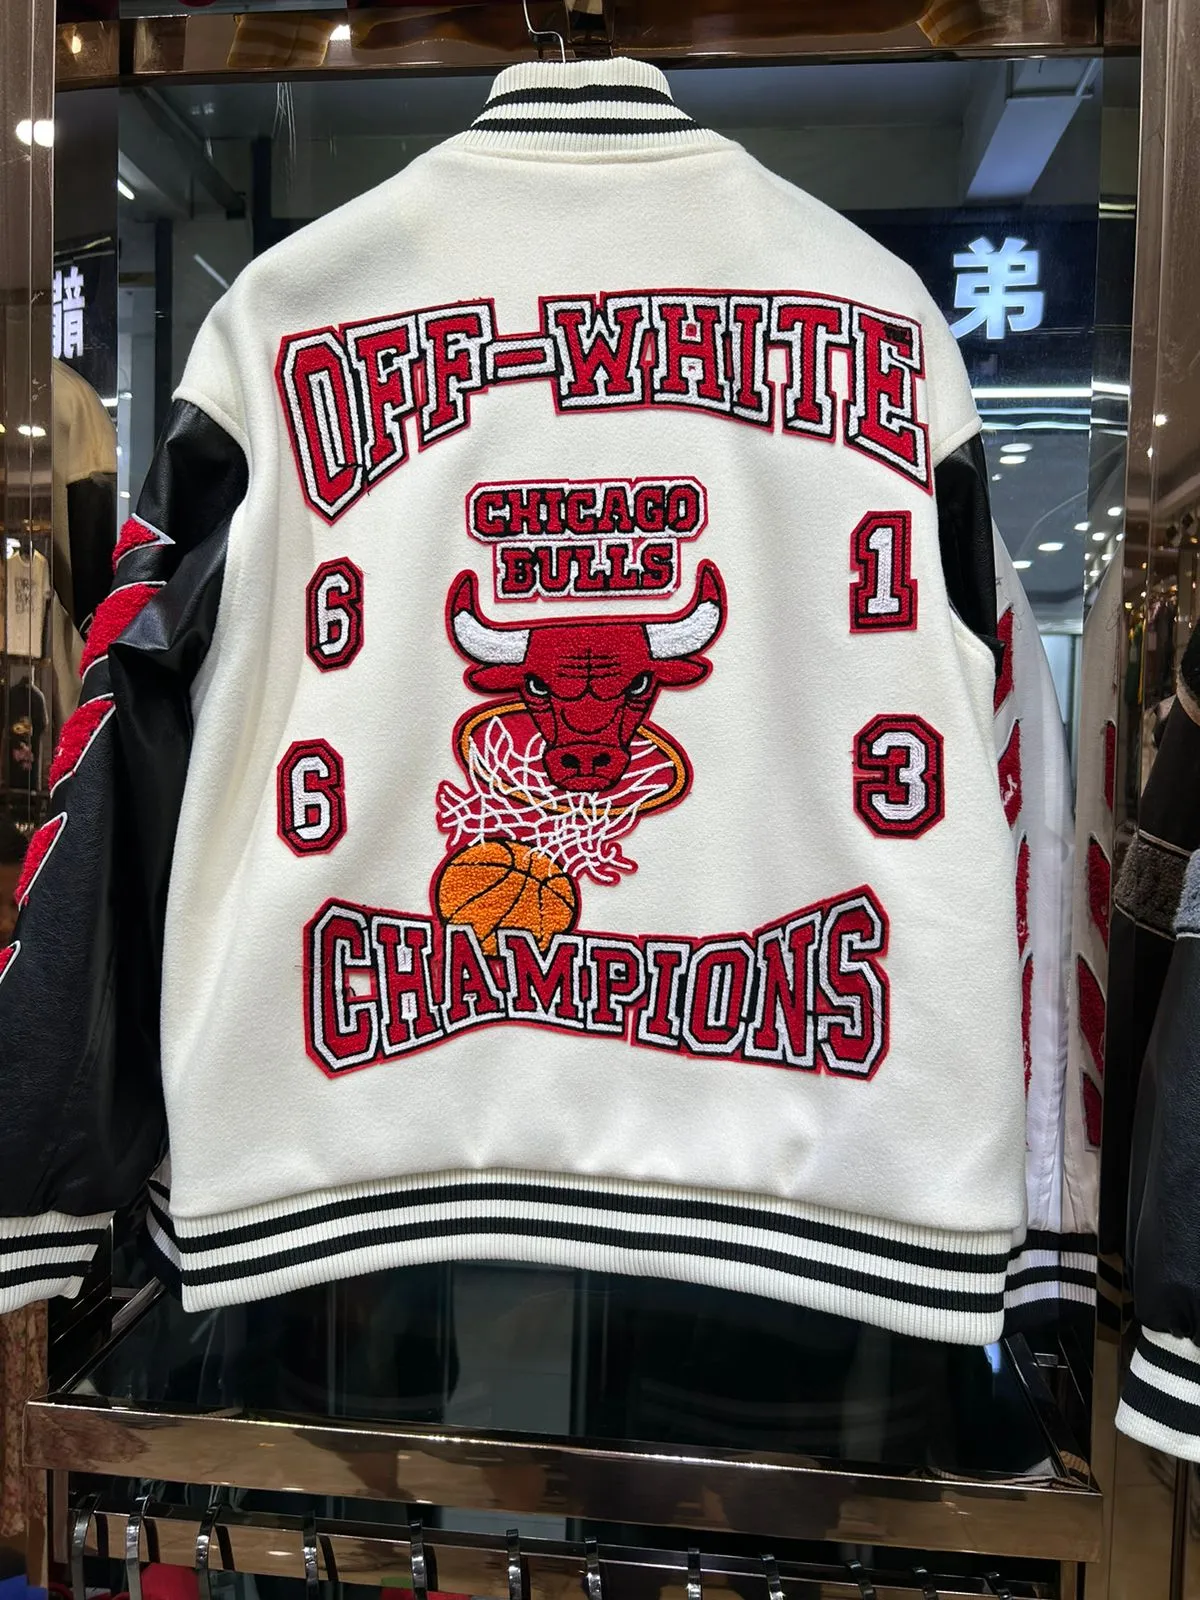 弟
OFF-WHITE
CHICAGO
BULLS
6 1
6 3
CHAMPIONS